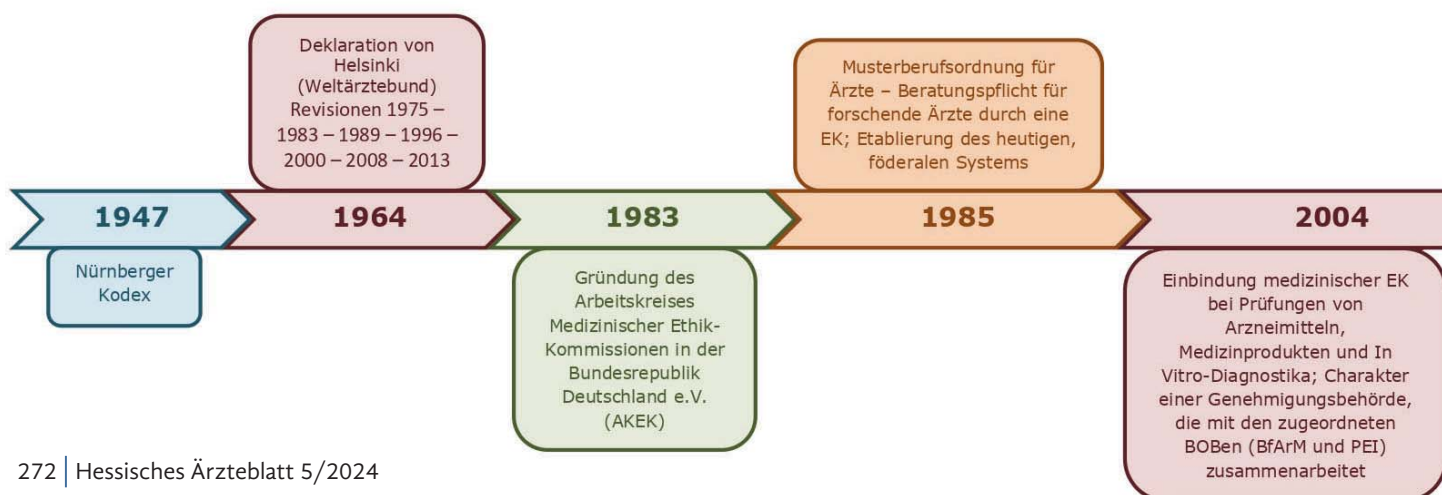 Deklaration von
Helsinki
(Weltärztebund)
Revisionen 1975 –
1983 – 1989 – 1996 –
2000 – 2008 – 2013
Musterberufsordnung für
Ärzte – Beratungspflicht für
forschende Ärzte durch eine
EK; Etablierung des heutigen,
föderalen Systems
1947
1964
1983
1985
2004
Nürnberger
Kodex
Gründung des
Arbeitskreises
Medizinischer Ethik-
Kommissionen in der
Bundesrepublik
Deutschland e.V.
(AKEK)
Einbindung medizinischer EK
bei Prüfungen von
Arzneimitteln,
Medizinprodukten und In
Vitro-Diagnostika; Charakter
einer Genehmigungsbehörde,
die mit den zugeordneten
BOBen (BfArM und PEI)
zusammenarbeitet
272 | Hessisches Ärzteblatt 5/2024